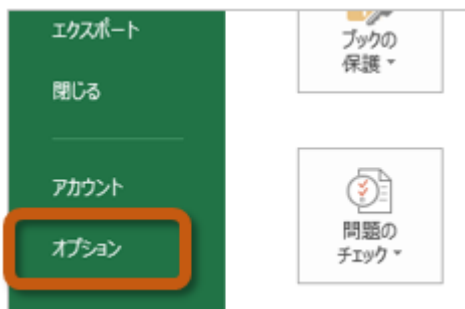 エクスポート
閉じる
アカウント
オプション
ブックの
保護
問題の
チェック